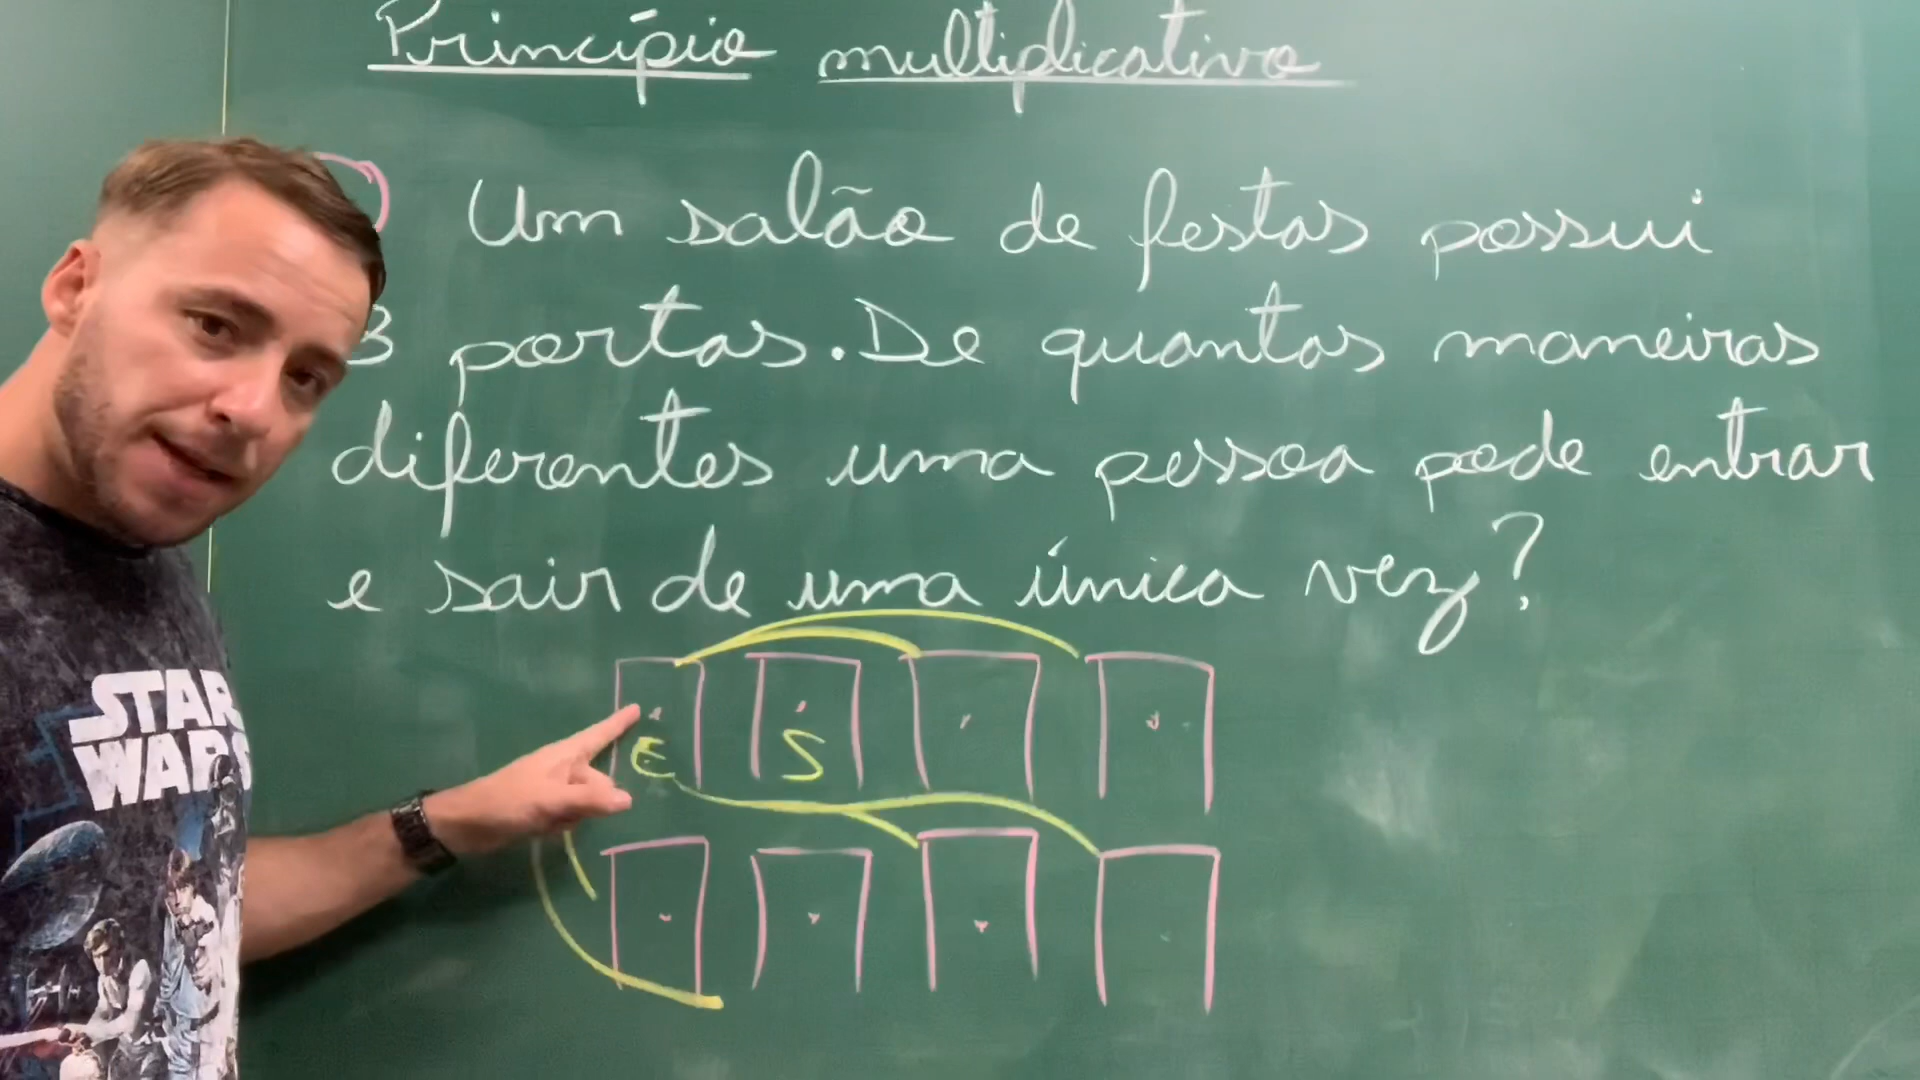 Princípio multiplicativo
Um salão de festas possui
8 portas. De quantas maneiras
diferentes uma pessoa pode entrar
e sair de uma única vez?
STAR
WARS
E S